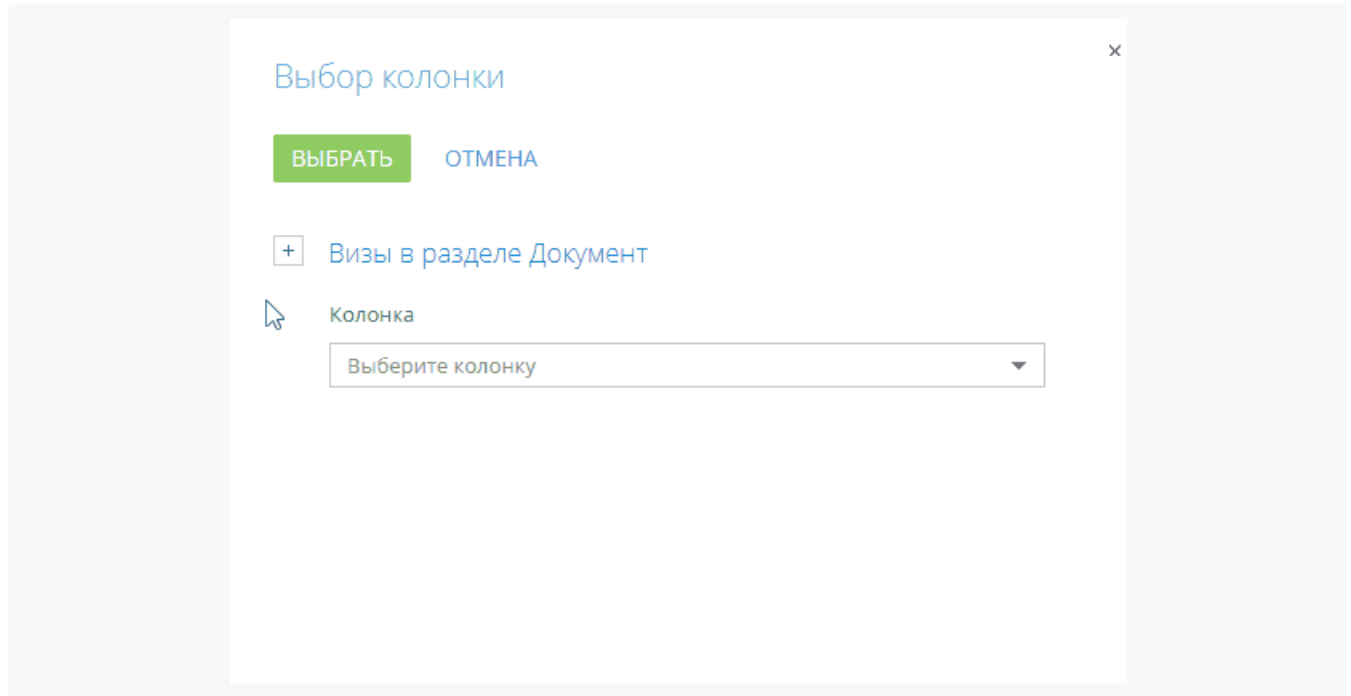 Выбор колонки
ВЫБРАТЬ ОТМЕНА
Визы в разделе Документ
Колонка
Выберите колонку